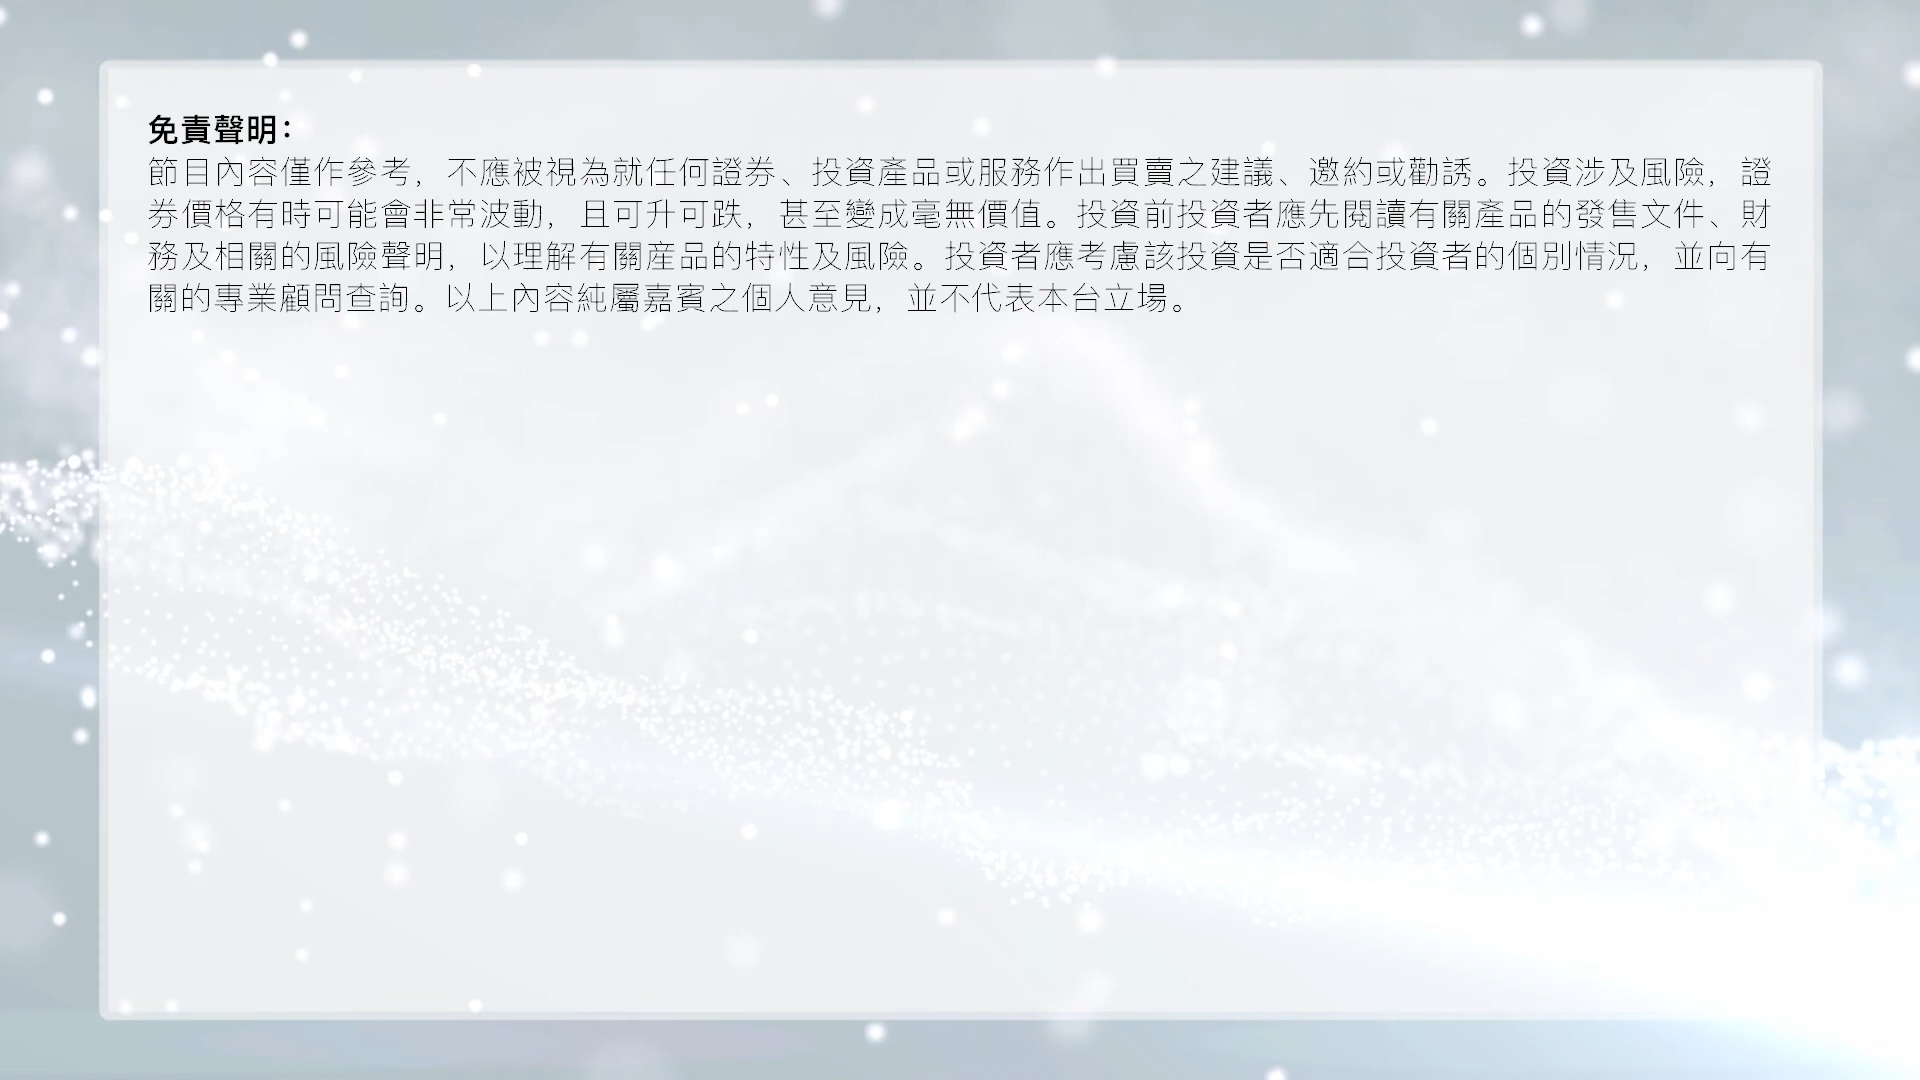 免責聲明：
節目內容僅作參考，不應被視為就任何證券、投資產品或服務作出買賣之建議、邀約或勸誘。投資涉及風險，證
券價格有時可能會非常波動，且可升可跌，甚至變成毫無價值。投資前投資者應先閱讀有關產品的發售文件、財
務及相關的風險聲明，以理解有關產品的特性及風險。投資者應考慮該投資是否適合投資者的個別情況，並向有
關的專業顧問查詢。以上內容純屬嘉賓之個人意見，並不代表本台立場。